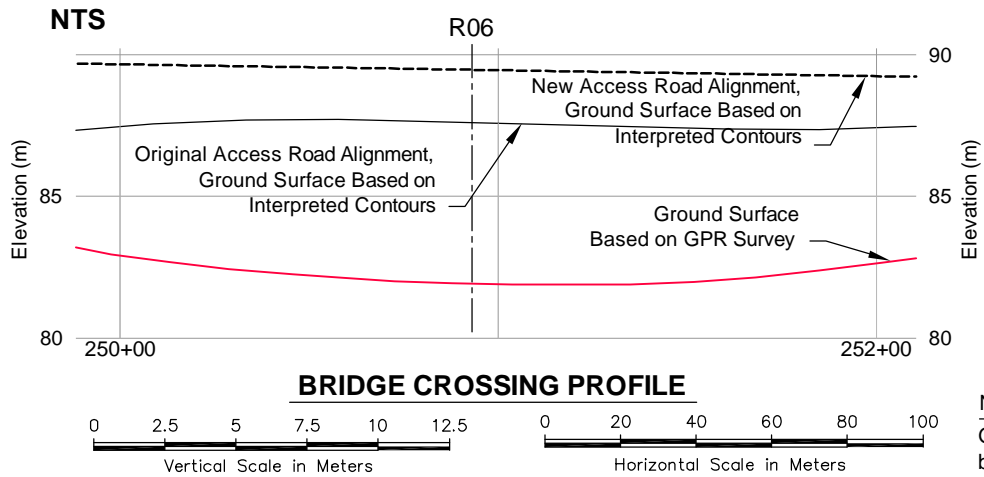 NTS
R06
90
New Access Road Alignment,
Ground Surface Based on
Interpreted Contours
Original Access Road Alignment,
Ground Surface Based on
Interpreted Contours
Elevation (m)
85
85
Elevation (m)
Ground Surface
Based on GPR Survey
80
80
250+00
252+00
BRIDGE CROSSING PROFILE
0 2.5 5 7.5 10 12.5
Vertical Scale in Meters
0 20 40 60 80 100
Horizontal Scale in Meters